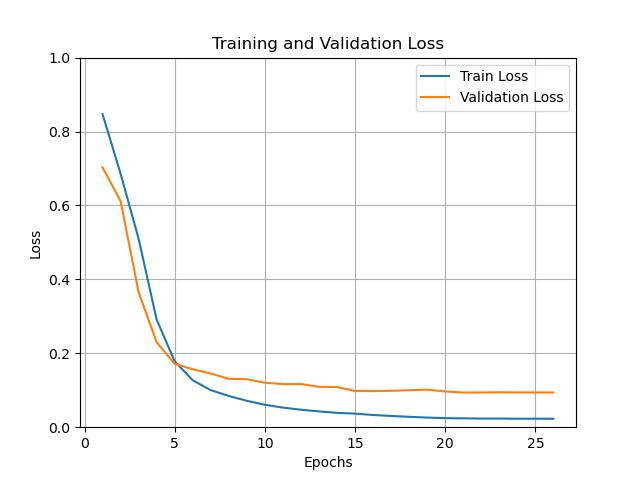 Training and Validation Loss
1.0
Train Loss
Validation Loss
0.8
0.6
Loss
0.4
0.2
0.0
0 5 10 15 20 25
Epochs